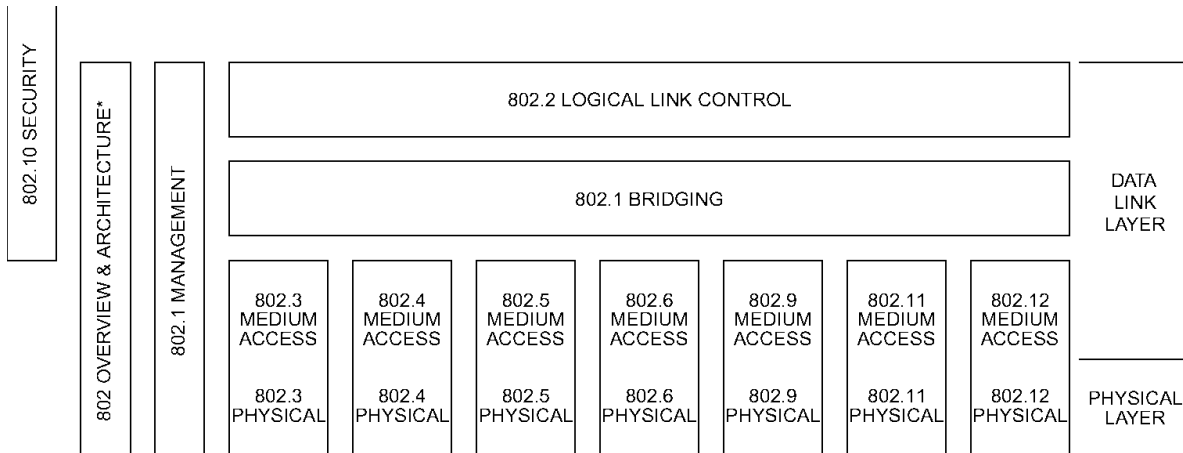 802.10 SECURITY
802 OVERVIEW & ARCHITECTURE*
802.1 MANAGEMENT
802.2 LOGICAL LINK CONTROL
802.1 BRIDGING
802.3
MEDIUM
ACCESS
802.3
PHYSICAL
802.4
MEDIUM
ACCESS
802.4
PHYSICAL
802.5
MEDIUM
ACCESS
802.5
PHYSICAL
802.6
MEDIUM
ACCESS
802.6
PHYSICAL
802.9
MEDIUM
ACCESS
802.9
PHYSICAL
802.11
MEDIUM
ACCESS
802.11
PHYSICAL
802.12
MEDIUM
ACCESS
802.12
PHYSICAL
DATA
LINK
LAYER
PHYSICAL
LAYER